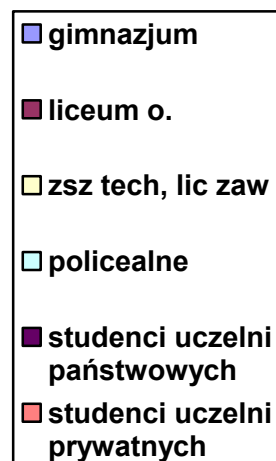 gimnazjum
liceum o.
zsz tech, lic zaw
policealne
studenci uczelni
państwowych
studenci uczelni
prywatnych